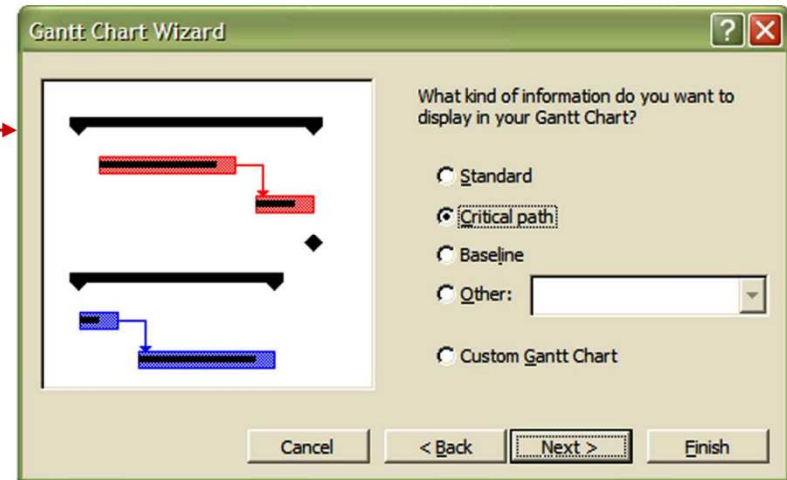 Gantt Chart Wizard
What kind of information do you want to
display in your Gantt Chart?
Standard
Critical path
Baseline
Other:
Custom Gantt Chart
Cancel
< Back
Next >
Finish